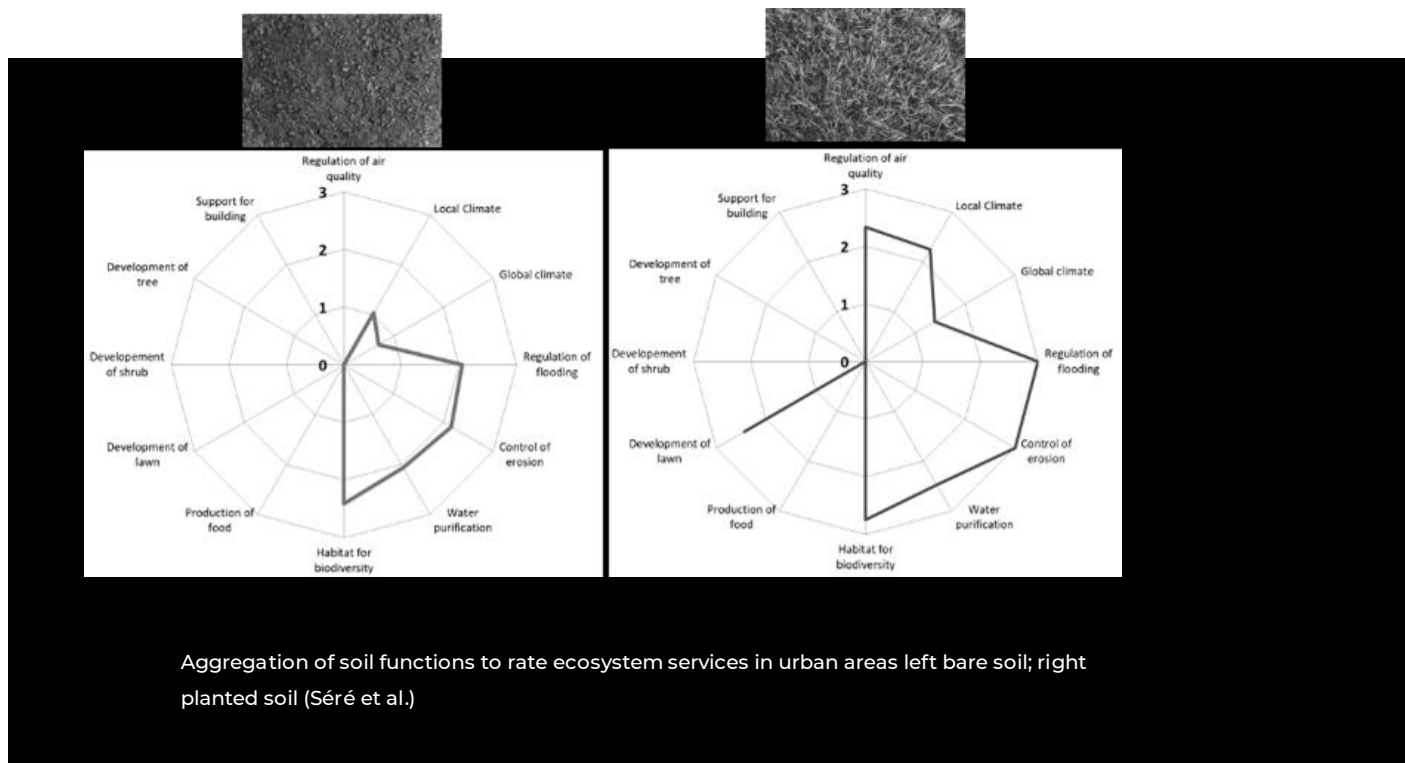 Regulation of air
quality
3
Support for
building
Local Climate
2
Development of
tree
Global climate
1
Developement
of shrub
0
Regulation of
flooding
Development of
lawn
Control of
erosion
Production of
food
Water
purification
Habitat for
biodiversity
Regulation of air
quality
3
Support for
building
Local Climate
2
Development of
tree
Global climate
1
Developement
of shrub
0
Regulation of
flooding
Development of
lawn
Control of
erosion
Production of
food
Water
purification
Habitat for
biodiversity
Aggregation of soil functions to rate ecosystem services in urban areas left bare soil; right
planted soil (Séré et al.)